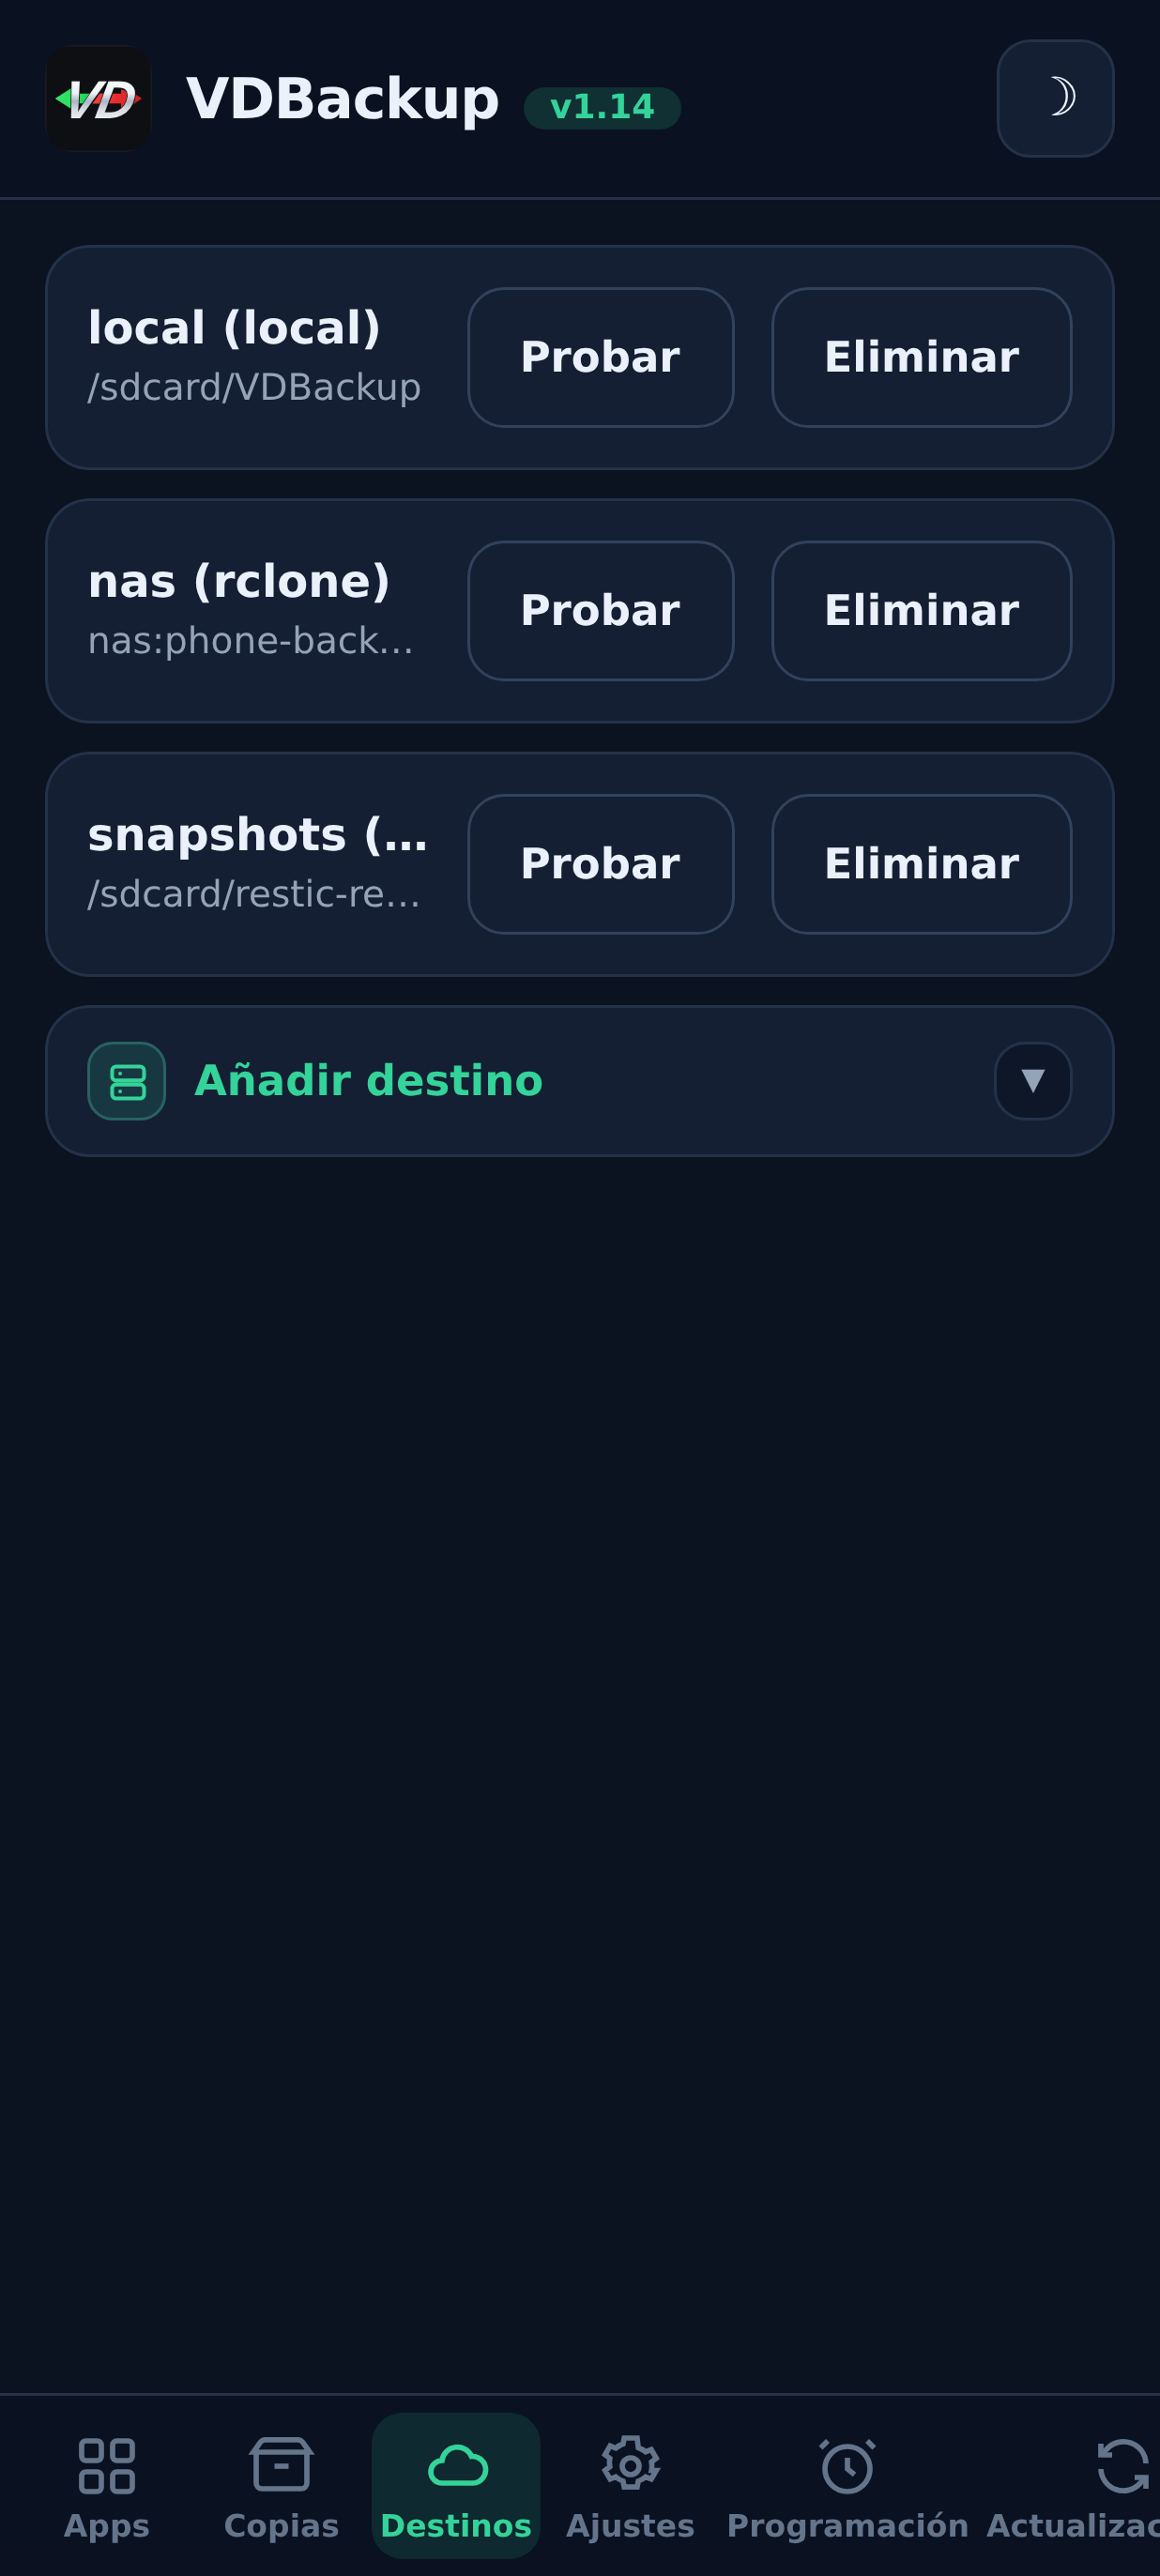 VD
VDBackup v1.14
local (local)
/sdcard/VDBackup
Probar
Eliminar
nas (rclone)
nas:phone-back...
Probar
Eliminar
snapshots (...
/sdcard/restic-re...
Probar
Eliminar
Añadir destino
Apps
Copias
Destinos
Ajustes
Programación
Actualizac